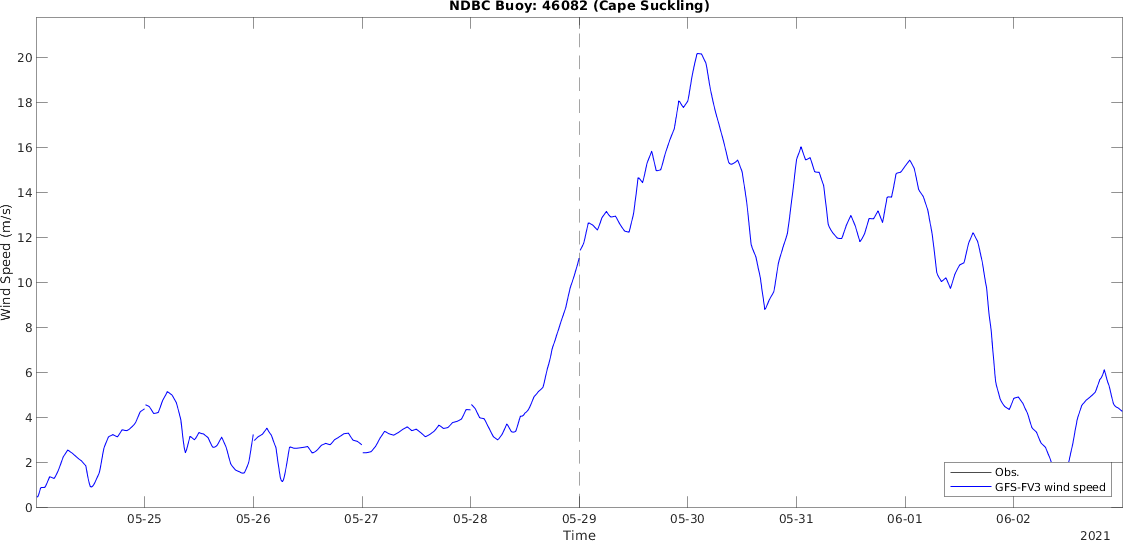 NDBC Buoy: 46082 (Cape Suckling)
Wind Speed (m/s)
20
18
16
14
12
10
8
6
4
2
0
Obs.
GFS-FV3 wind speed
05-25 05-26 05-27 05-28 05-29 05-30 05-31 06-01 06-02
Time
2021